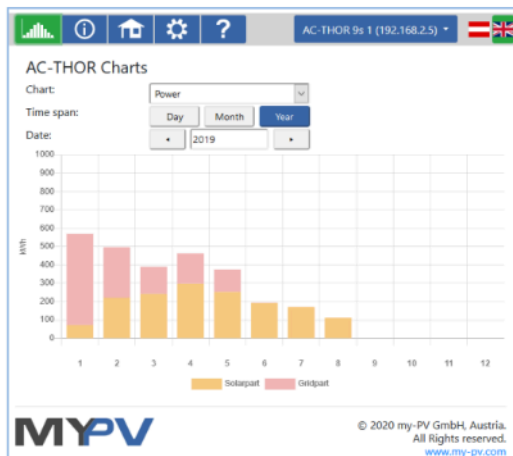 ?
AC-THOR 9s 1 (192.168.2.5)
AC-THOR Charts
Chart: Power
Time span: Day Month Year
Date: 2019
1000
900
800
700
600
500
400
300
200
100
0
kWh
1 2 3 4 5 6 7 8 9 10 11 12
Solarpart Gridpart
MYPV
© 2020 my-PV GmbH, Austria.
All Rights reserved.
www.my-pv.com